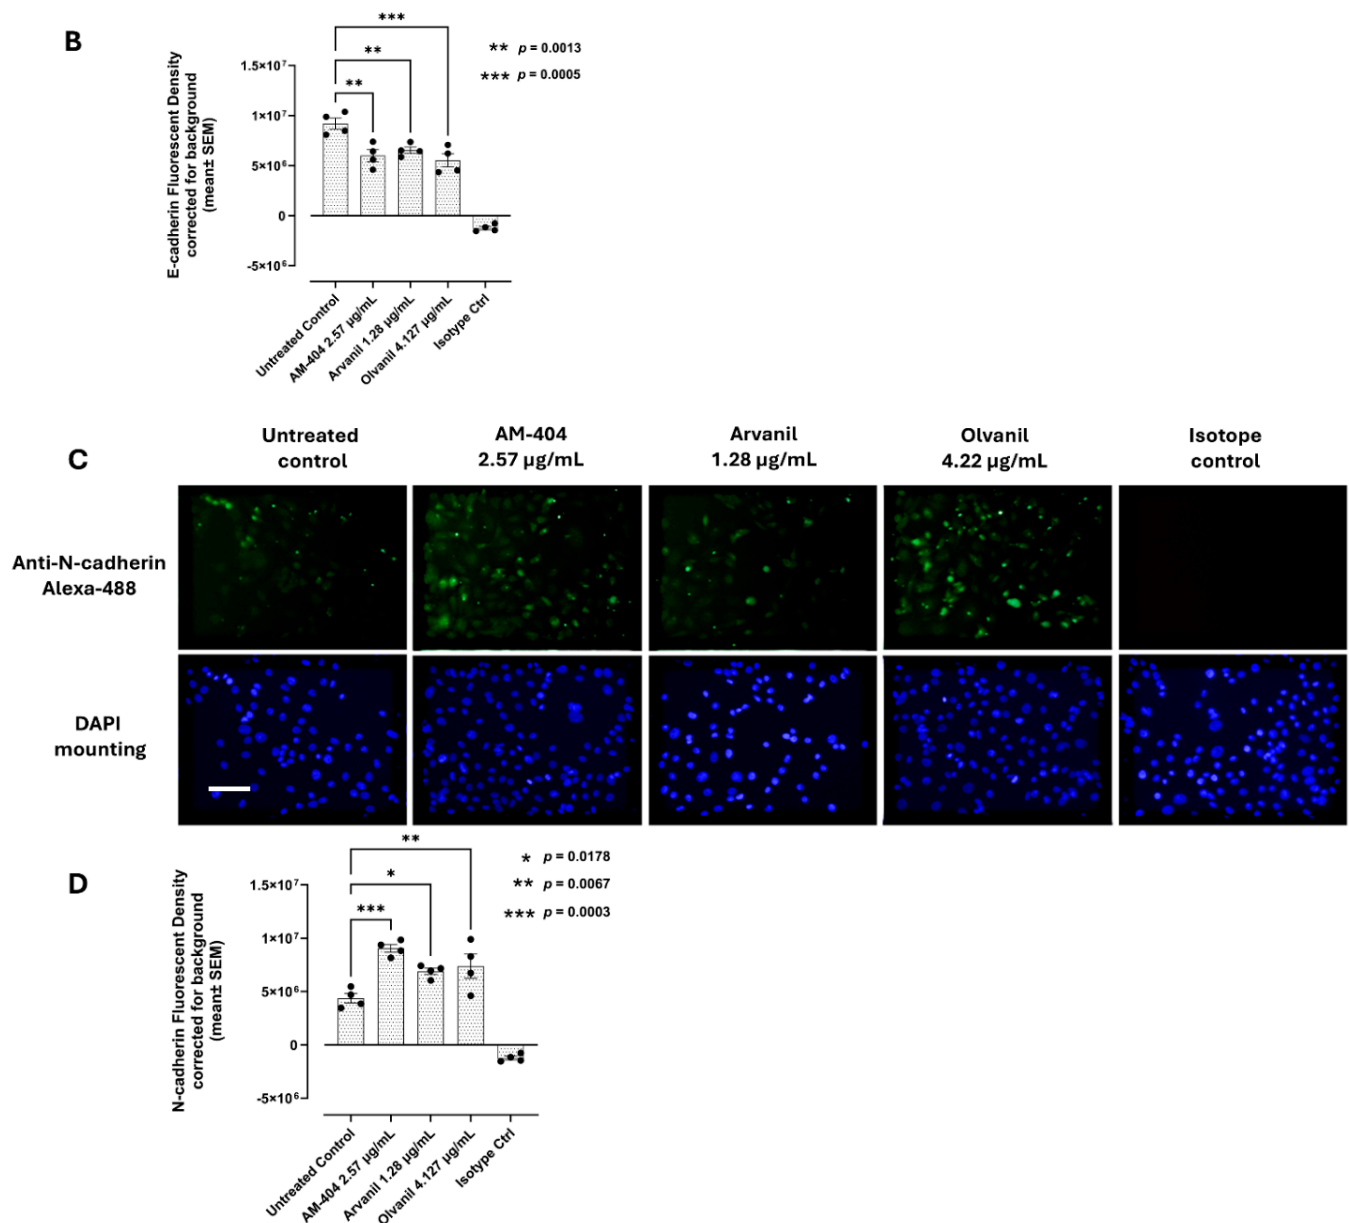 B
E-cadherin Fluorescent Density
corrected for background
(mean± SEM)
***
**
**
** p = 0.0013
*** p = 0.0005
1.5×10⁷
1×10⁷
5×10⁶
0
-5×10⁶
Untreated Control
AM-404 2.57 µg/mL
Arvanil 1.28 µg/mL
Olvanil 4.127 µg/mL
Isotype Ctrl
C
Untreated
control
AM-404
2.57 µg/mL
Arvanil
1.28 µg/mL
Olvanil
4.22 µg/mL
Isotope
control
Anti-N-cadherin
Alexa-488
DAPI
mounting
D
N-cadherin Fluorescent Density
corrected for background
(mean± SEM)
**
*
***
* p = 0.0178
** p = 0.0067
*** p = 0.0003
1.5×10⁷
1×10⁷
5×10⁶
0
-5×10⁶
Untreated Control
AM-404 2.57 µg/mL
Arvanil 1.28 µg/mL
Olvanil 4.127 µg/mL
Isotype Ctrl